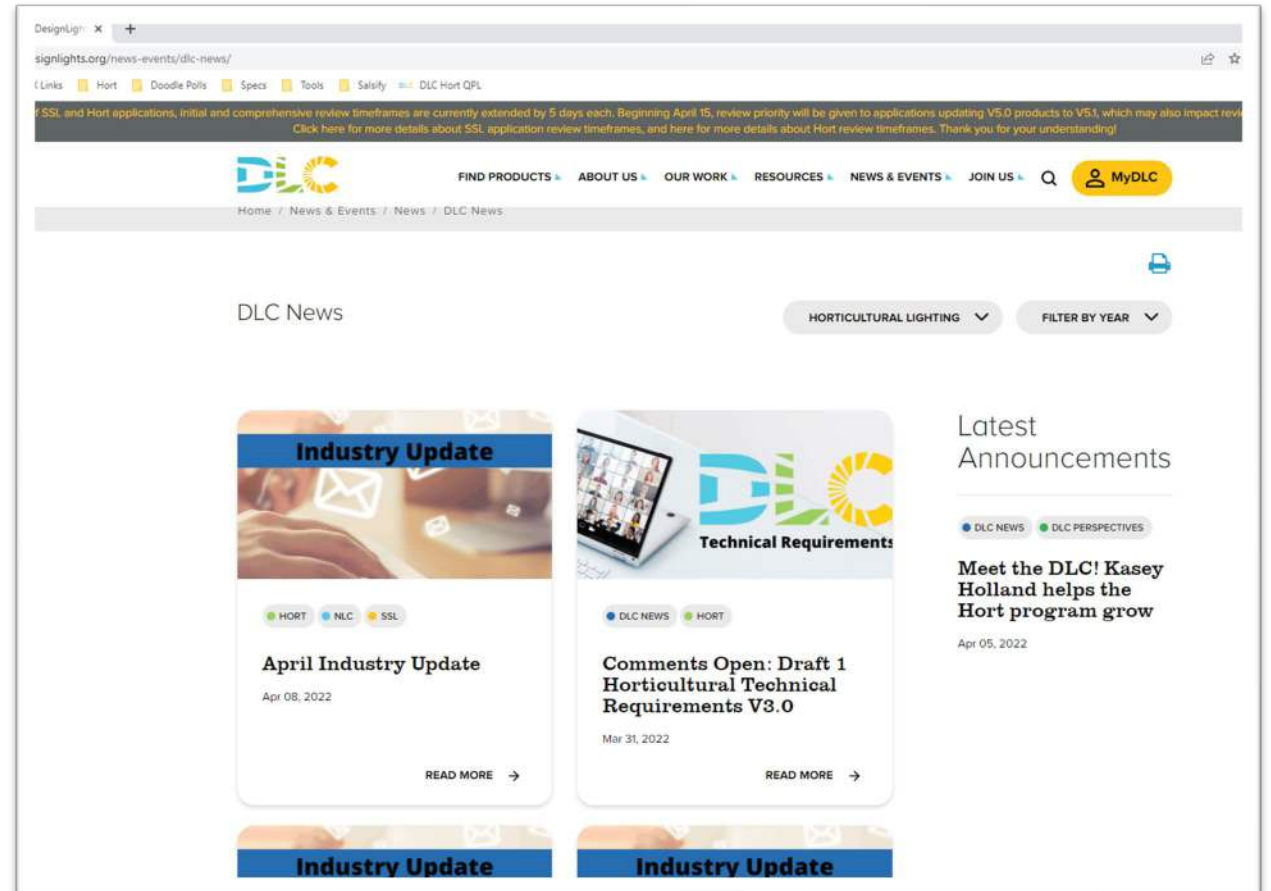 DesignLigh
signlights.org/news-events/dlc-news/
Links Hort Doodle Polls Specs Tools Salsify DLC Hort QPL
f SSL and Hort applications, Initial and comprehensive review timeframes are currently extended by 5 days each. Beginning April 15, review priority will be given to applications updating V5.0 products to V5.1, which may also impact revi
Click here for more details about SSL application review timeframes, and here for more details about Hort review timeframes. Thank you for your understanding!
DLC FIND PRODUCTS ABOUT US OUR WORK RESOURCES NEWS & EVENTS JOIN US MyDLC
Home / News & Events / News / DLC News
DLC News
HORTICULTURAL LIGHTING FILTER BY YEAR
Industry Update
DLC
Technical Requirements
HORT NLC SSL
April Industry Update
Apr 08, 2022
READ MORE →
DLC NEWS HORT
Comments Open: Draft 1
Horticultural Technical
Requirements V3.0
Mar 31, 2022
READ MORE →
Latest
Announcements
DLC NEWS DLC PERSPECTIVES
Meet the DLC! Kasey
Holland helps the
Hort program grow
Apr 05, 2022
Industry Update
Industry Update